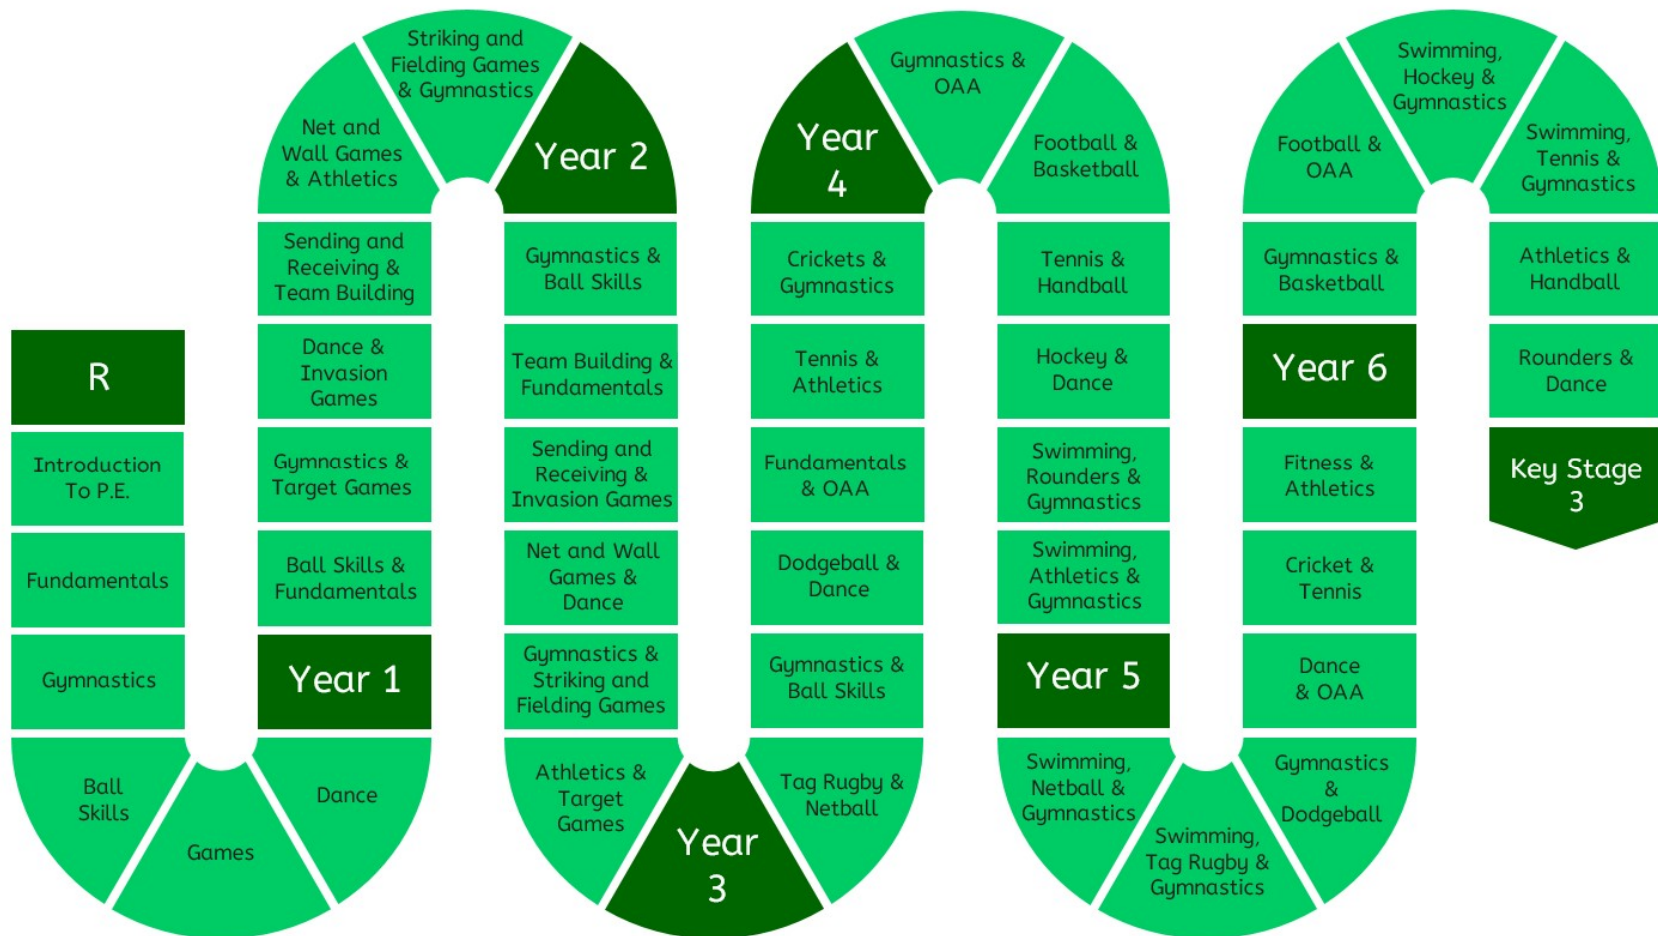 R
Introduction
To P.E.
Fundamentals
Gymnastics
Ball
Skills
Games
Dance
Year 1
Ball Skills &
Fundamentals
Gymnastics &
Target Games
Dance &
Invasion
Games
Sending and
Receiving &
Team Building
Net and
Wall Games
& Athletics
Striking and
Fielding Games
& Gymnastics
Year 2
Gymnastics &
Ball Skills
Team Building &
Fundamentals
Sending and
Receiving &
Invasion Games
Net and Wall
Games &
Dance
Gymnastics &
Striking and
Fielding Games
Athletics &
Target
Games
Year
3
Tag Rugby &
Netball
Gymnastics &
Ball Skills
Dodgeball &
Dance
Fundamentals
& OAA
Tennis &
Athletics
Crickets &
Gymnastics
Year
4
Gymnastics &
OAA
Football &
Basketball
Tennis &
Handball
Hockey &
Dance
Swimming,
Rounders &
Gymnastics
Swimming,
Athletics &
Gymnastics
Year 5
Swimming,
Netball &
Gymnastics
Swimming,
Tag Rugby &
Gymnastics
Gymnastics
&
Dodgeball
Dance
& OAA
Cricket &
Tennis
Fitness &
Athletics
Year 6
Gymnastics &
Basketball
Football &
OAA
Swimming,
Hockey &
Gymnastics
Swimming,
Tennis &
Gymnastics
Athletics &
Handball
Rounders &
Dance
Key Stage
3